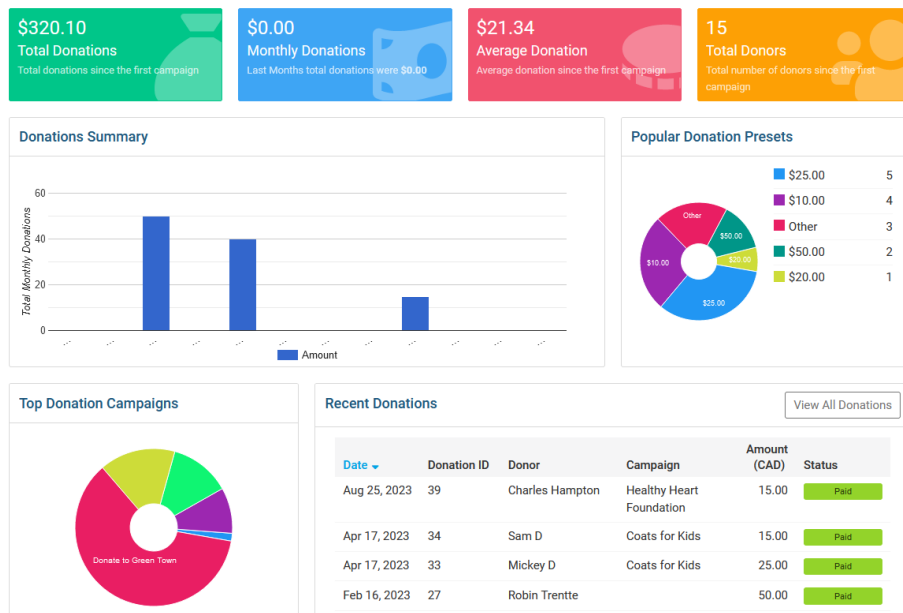 $320.10
Total Donations
Total donations since the first campaign
$0.00
Monthly Donations
Last Months total donations were $0.00
$21.34
Average Donation
Average donation since the first campaign
15
Total Donors
Total number of donors since the first
campaign
Donations Summary
Total Monthly Donations
60
40
20
0
Amount
Popular Donation Presets
Other
$50.00
$20.00
$10.00
$25.00
$25.00 5
$10.00 4
Other 3
$50.00 2
$20.00 1
Top Donation Campaigns
Donate to Green Town
Recent Donations
View All Donations
Date Donation ID Donor Campaign Amount (CAD) Status
Aug 25, 2023 39 Charles Hampton Healthy Heart Foundation 15.00 Paid
Apr 17, 2023 34 Sam D Coats for Kids 15.00 Paid
Apr 17, 2023 33 Mickey D Coats for Kids 25.00 Paid
Feb 16, 2023 27 Robin Trentte 50.00 Paid